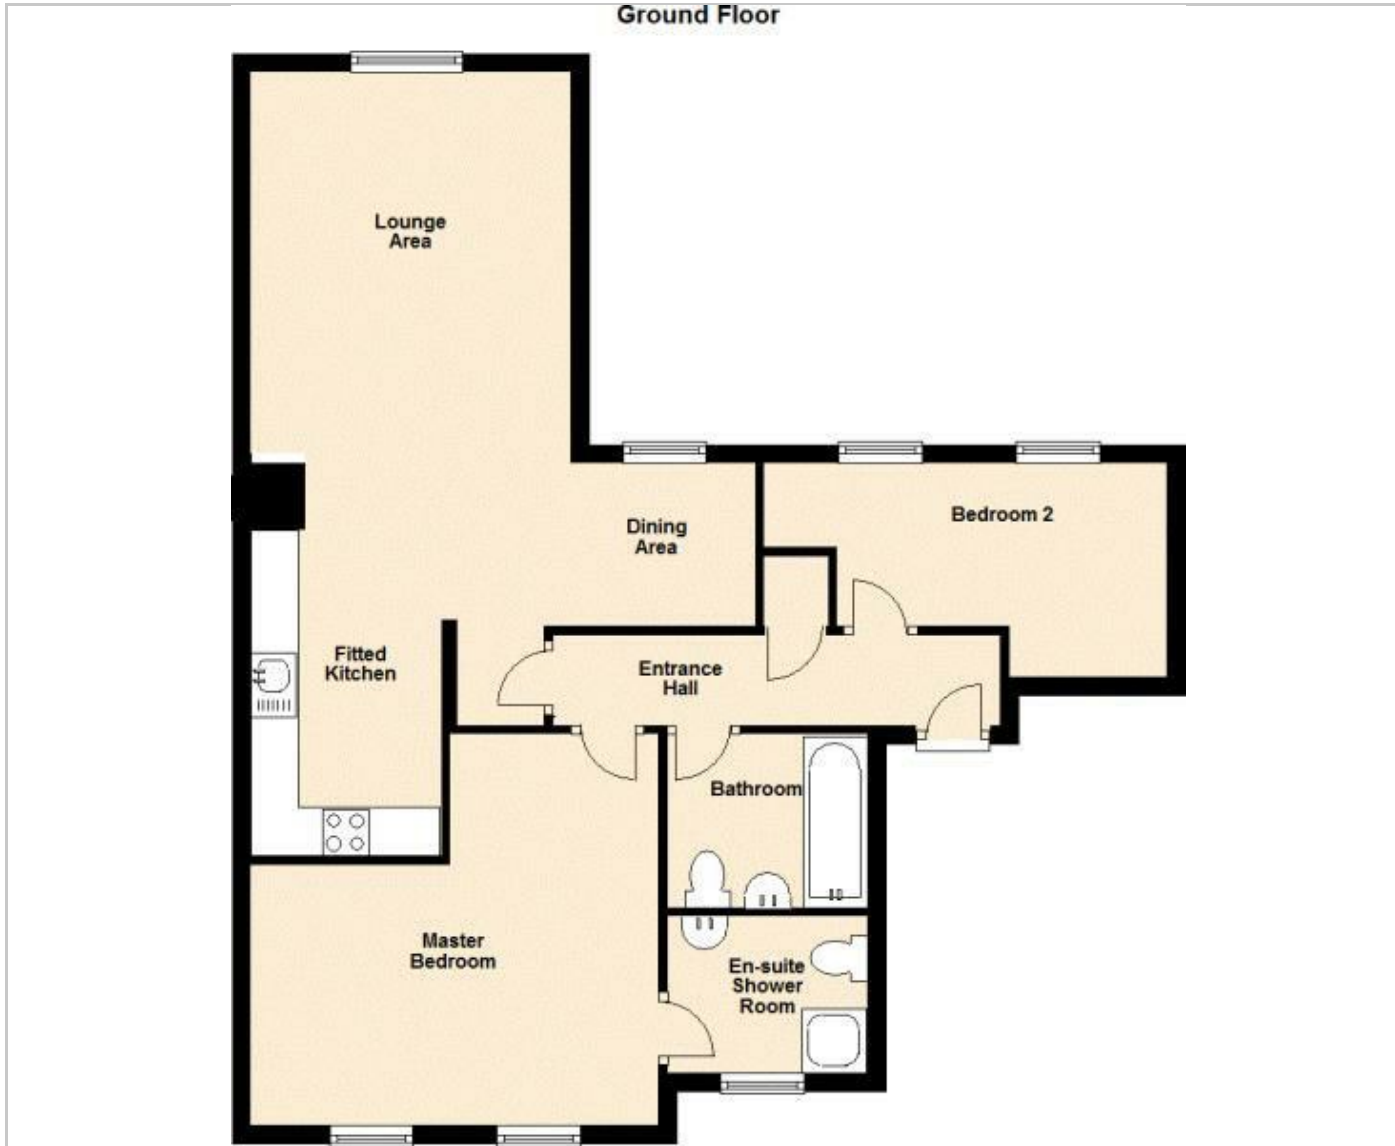 Ground Floor
Lounge
Area
Bedroom 2
Dining
Area
Fitted
Kitchen
Entrance
Hall
Bathroom
Master
Bedroom
En-suite
Shower
Room